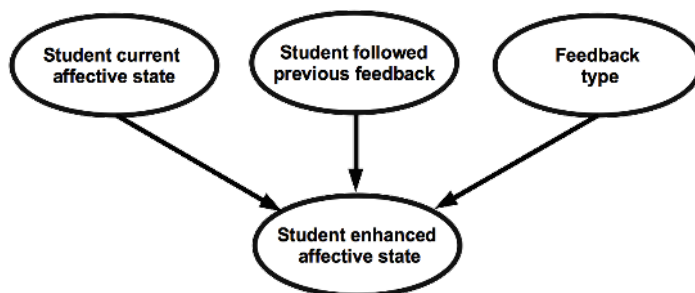 Student current
affective state
Student followed
previous feedback
Feedback
type
Student enhanced
affective state